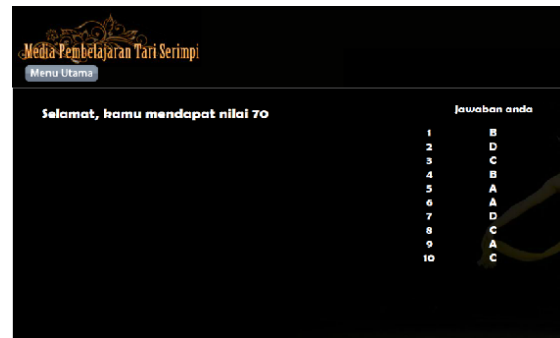 Media Pembelajaran Tari Serimpi
Menu Utama
Selamat, kamu mendapat nilai 70
Jawaban anda
1 B
2 D
3 C
4 B
5 A
6 A
7 D
8 C
9 A
10 C